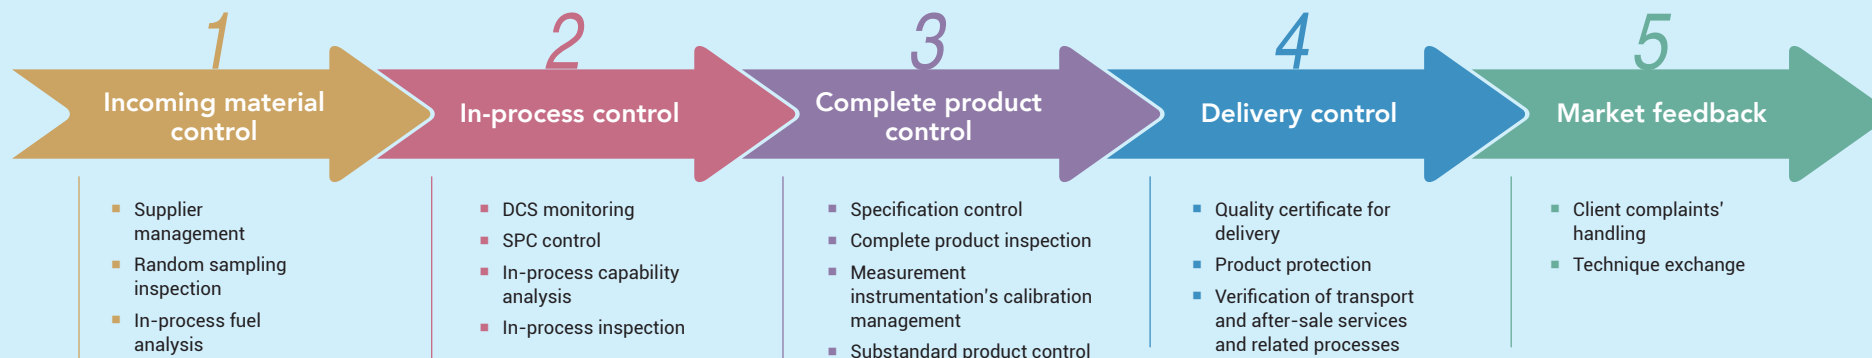 1
Incoming material
control
Supplier
management
Random sampling
inspection
In-process fuel
analysis
2
In-process control
DCS monitoring
SPC control
In-process capability
analysis
In-process inspection
3
Complete product
control
Specification control
Complete product inspection
Measurement
instrumentation's calibration
management
Substandard product control
4
Delivery control
Quality certificate for
delivery
Product protection
Verification of transport
and after-sale services
and related processes
5
Market feedback
Client complaints'
handling
Technique exchange